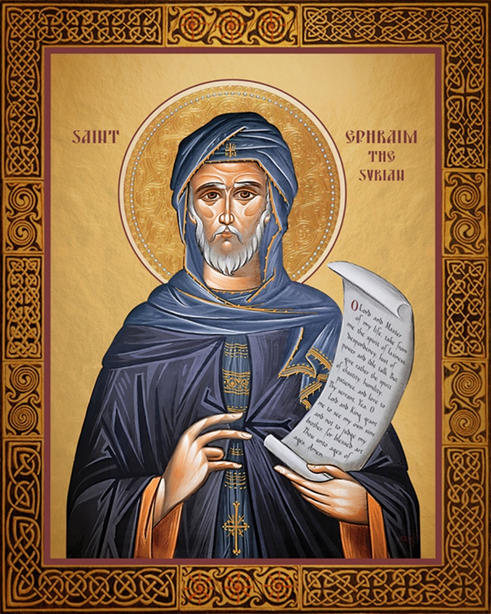 SAINT
EPHRAIM
THE
SYRIAN
O Lord and Master
of my life, take from
me the spirit of laziness
despondency, lust of
power and idle talk. But
give rather the spirit
of chastity, humility,
patience, and love to
Thy servant. Yea, O
Lord and King, grant
me to see my own sins
and not to judge my
brother, for blessed art
Thou unto ages of
ages. Amen.